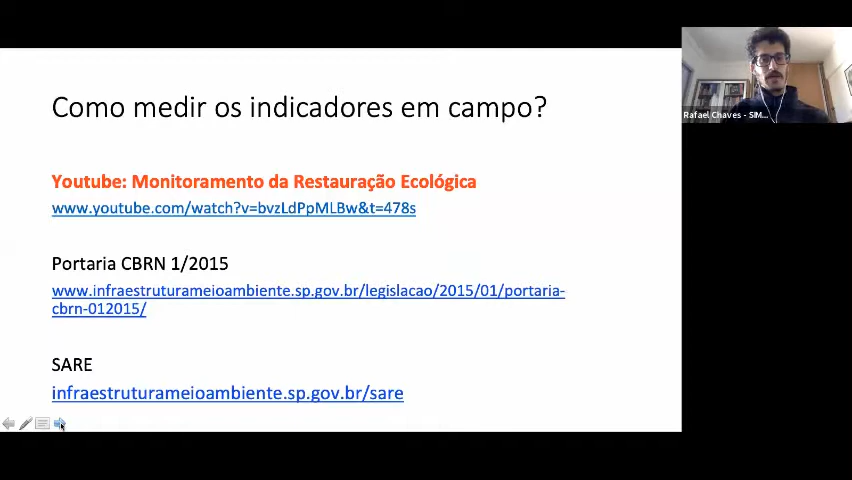 Como medir os indicadores em campo?
Youtube: Monitoramento da Restauração Ecológica
www.youtube.com/watch?v=bvzLdPpMLBw&t=478s
Portaria CBRN 1/2015
www.infraestruturameioambiente.sp.gov.br/legislacao/2015/01/portaria-
cbrn-012015/
SARE
infraestruturameioambiente.sp.gov.br/sare
Rafael Chaves - SIM...